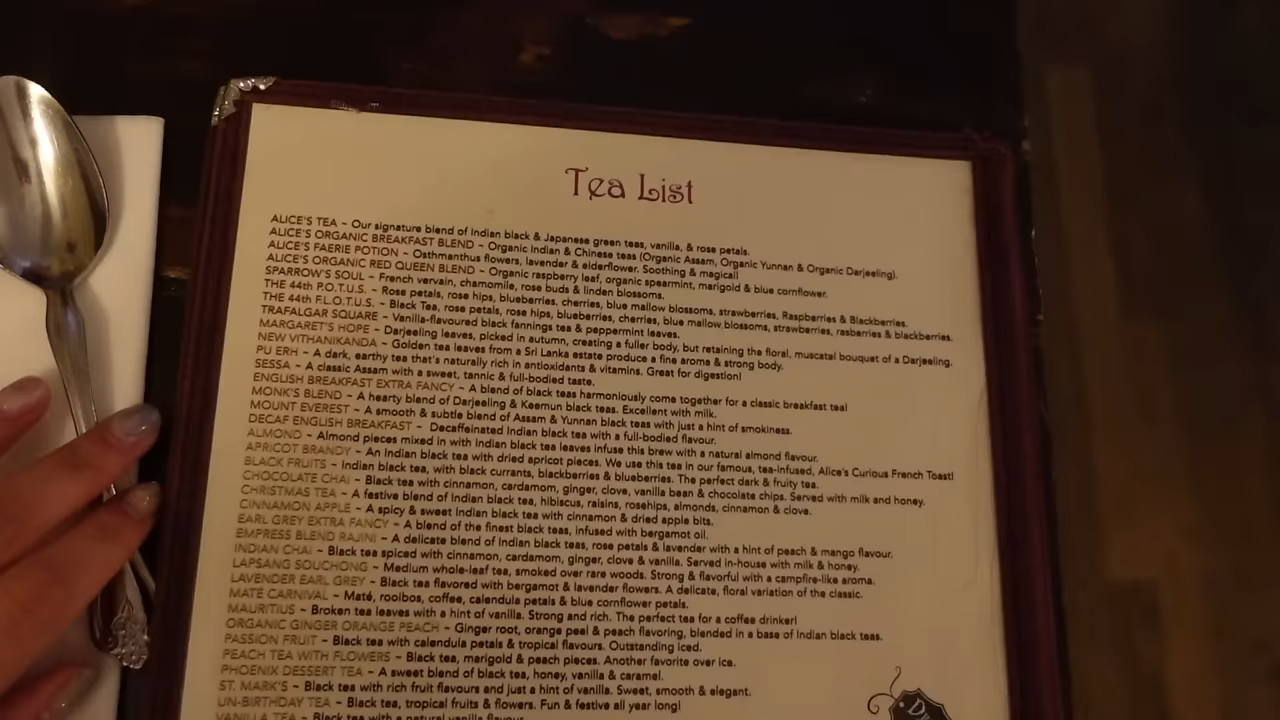 Tea List
ALICE'S TEA ~ Our signature blend of Indian black & Japanese green teas, vanilla, & rose petals.
ALICE'S ORGANIC BREAKFAST BLEND ~ Organic Indian & Chinese teas (Organic Assam, Organic Yunnan & Organic Darjeeling).
ALICE'S FAERIE POTION ~ Osthmanthus flowers, lavender & elderflower. Soothing & magical!
ALICE'S ORGANIC RED QUEEN BLEND ~ Organic raspberry leaf, organic spearmint, marigold & blue cornflower.
SPARROW'S SOUL ~ French vervain, chamomile, rose buds & linden blossoms.
THE 44th P.O.T.U.S. ~ Rose petals, rose hips, blueberries, cherries, blue mallow blossoms, strawberries, Raspberries & Blackberries.
THE 44th F.L.O.T.U.S. ~ Black Tea, rose petals, rose hips, blueberries, cherries, blue mallow blossoms, strawberries, rasberries & blackberries.
TRAFALGAR SQUARE ~ Vanilla-flavoured black fannings tea & peppermint leaves.
MARGARET'S HOPE ~ Darjeeling leaves, picked in autumn, creating a fuller body, but retaining the floral, muscatal bouquet of a Darjeeling.
NEW VITHANIKANDA ~ Golden tea leaves from a Sri Lanka estate produce a fine aroma & strong body.
PU ERH ~ A dark, earthy tea that's naturally rich in antioxidants & vitamins. Great for digestion!
SESSA ~ A classic Assam with a sweet, tannic & full-bodied taste.
ENGLISH BREAKFAST EXTRA FANCY ~ A blend of black teas harmoniously come together for a classic breakfast tea!
MONK'S BLEND ~ A hearty blend of Darjeeling & Keemun black teas. Excellent with milk.
MOUNT EVEREST ~ A smooth & subtle blend of Assam & Yunnan black teas with just a hint of smokiness.
DECAF ENGLISH BREAKFAST ~ Decaffeinated Indian black tea with a full-bodied flavour.
ALMOND ~ Almond pieces mixed in with Indian black tea leaves infuse this brew with a natural almond flavour.
APRICOT BRANDY ~ An Indian black tea with dried apricot pieces. We use this tea in our famous, tea-infused, Alice's Curious French Toast!
BLACK FRUITS ~ Indian black tea, with black currants, blackberries & blueberries. The perfect dark & fruity tea.
CHOCOLATE CHAI ~ Black tea with cinnamon, cardamom, ginger, clove, vanilla bean & chocolate chips. Served with milk and honey.
CHRISTMAS TEA ~ A festive blend of Indian black tea, hibiscus, raisins, rosehips, almonds, cinnamon & clove.
CINNAMON APPLE ~ A spicy & sweet Indian black tea with cinnamon & dried apple bits.
EARL GREY EXTRA FANCY ~ A blend of the finest black teas, infused with bergamot oil.
EMPRESS BLEND RAJINI ~ A delicate blend of Indian black teas, rose petals & lavender with a hint of peach & mango flavour.
INDIAN CHAI ~ Black tea spiced with cinnamon, cardamom, ginger, clove & vanilla. Served in-house with milk & honey.
LAPSANG SOUCHONG ~ Medium whole-leaf tea, smoked over rare woods. Strong & flavorful with a campfire-like aroma.
LAVENDER EARL GREY ~ Black tea flavored with bergamot & lavender flowers. A delicate, floral variation of the classic.
MATE CARNIVAL ~ Maté, rooibos, coffee, calendula petals & blue cornflower petals.
MAURITIUS ~ Broken tea leaves with a hint of vanilla. Strong and rich. The perfect tea for a coffee drinker!
ORGANIC GINGER ORANGE PEACH ~ Ginger root, orange peel & peach flavoring, blended in a base of Indian black teas.
PASSION FRUIT ~ Black tea with calendula petals & tropical flavours. Outstanding iced.
PEACH TEA WITH FLOWERS ~ Black tea, marigold & peach pieces. Another favorite over ice.
PHOENIX DESSERT TEA ~ A sweet blend of black tea, honey, vanilla & caramel.
ST. MARK'S ~ Black tea with rich fruit flavours and just a hint of vanilla. Sweet, smooth & elegant.
UN-BIRTHDAY TEA ~ Black tea, tropical fruits & flowers. Fun & festive all year long!
VANILLA TEA ~ Black tea with a natural vanilla flavour.